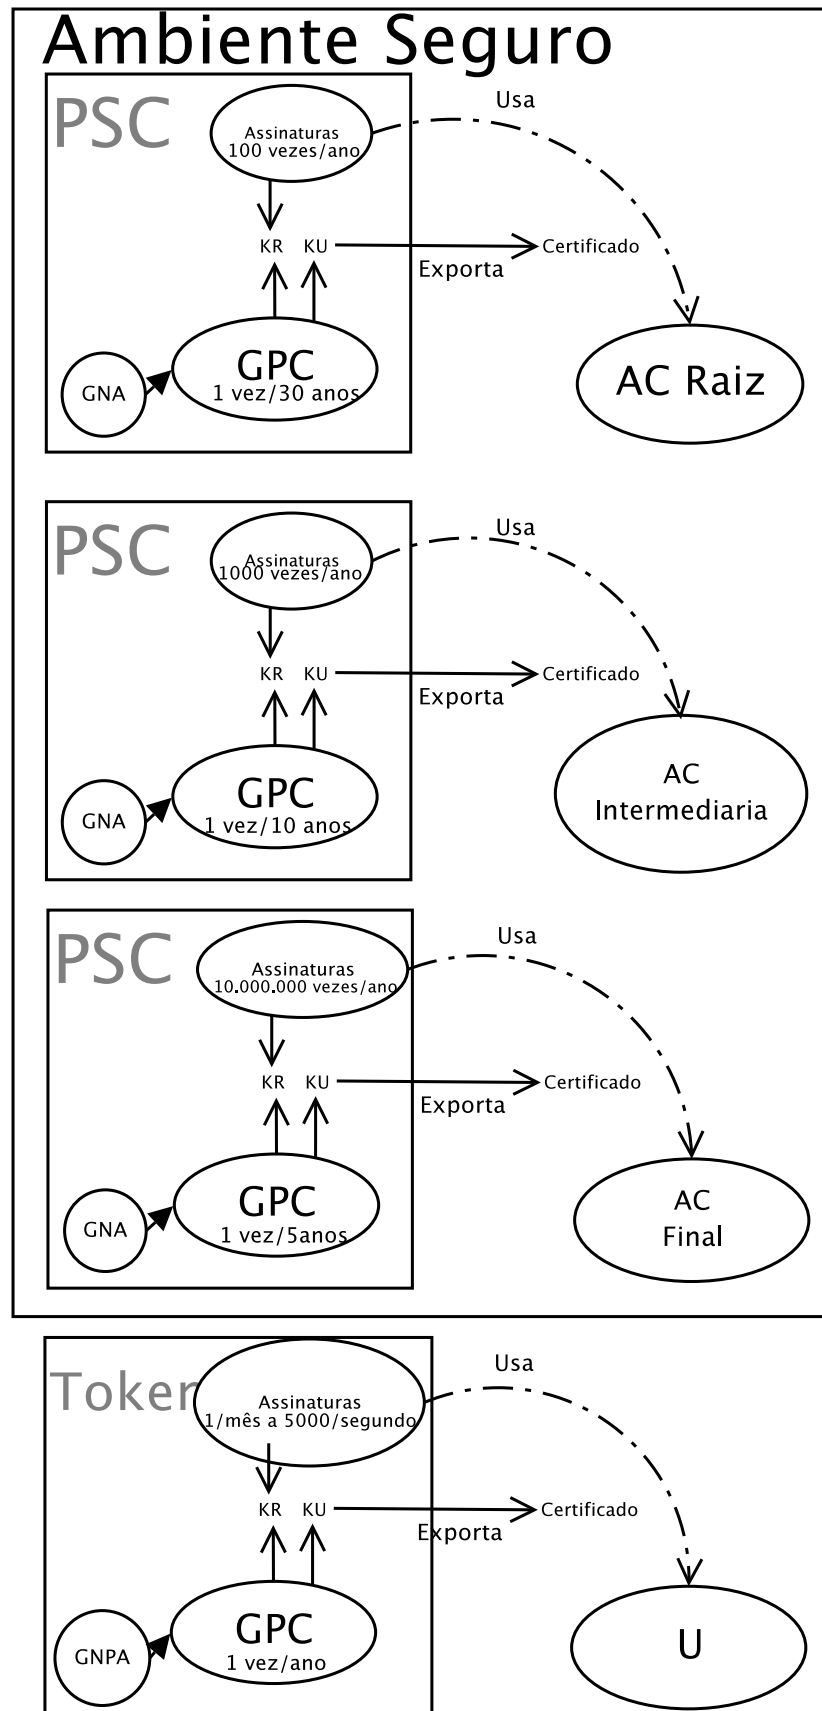 Ambiente Seguro
PSC
Assinaturas
100 vezes/ano
Usa
KR KU
Certificado
Exporta
GNA
GPC
1 vez/30 anos
AC Raiz
PSC
Assinaturas
1000 vezes/ano
Usa
KR KU
Certificado
Exporta
GNA
GPC
1 vez/10 anos
AC
Intermediaria
PSC
Assinaturas
10.000.000 vezes/ano
Usa
KR KU
Certificado
Exporta
GNA
GPC
1 vez/5anos
AC
Final
Token
Assinaturas
1/mês a 5000/segundo
Usa
KR KU
Certificado
Exporta
GNPA
GPC
1 vez/ano
U